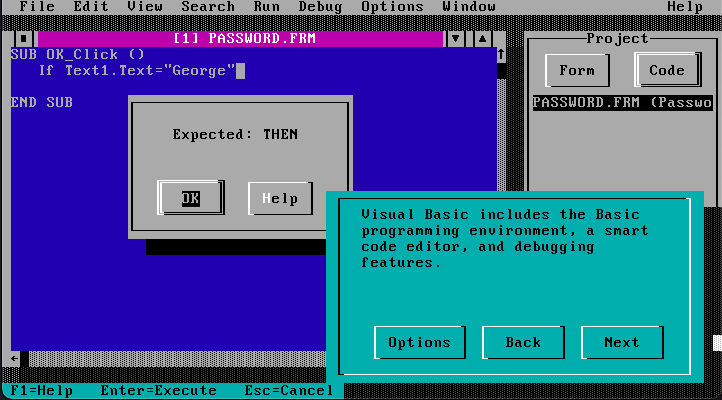 File Edit View Search Run Debug Options Window Help
[1] PASSWORD.FRM
SUB OK_Click ()
If Text1.Text="George"
END SUB
Expected: THEN
OK Help
Project
Form Code
PASSWORD.FRM (Passwo
Visual Basic includes the Basic
programming environment, a smart
code editor, and debugging
features.
Options Back Next
F1=Help Enter=Execute Esc=Cancel